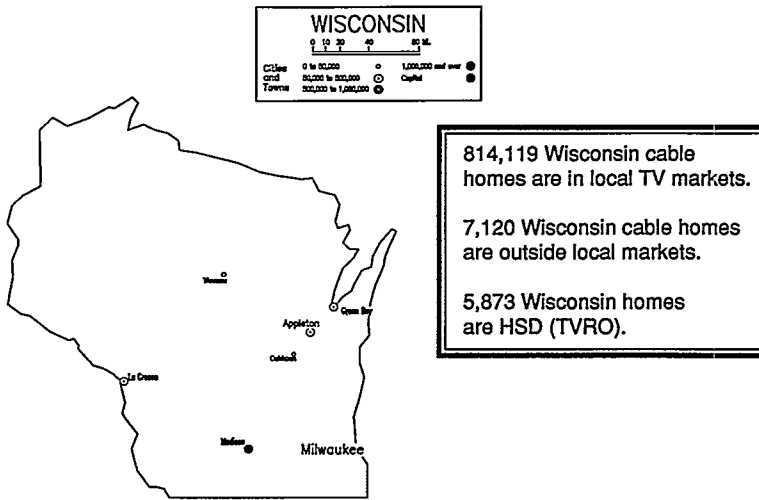 WISCONSIN
0 10 20 40 80 ML
Cities and Towns
0 to 50,000
50,000 to 500,000
500,000 to 1,000,000
1,000,000 and over
Capital
814,119 Wisconsin cable
homes are in local TV markets.
7,120 Wisconsin cable homes
are outside local markets.
5,873 Wisconsin homes
are HSD (TVRO).
Wausau
Green Bay
Appleton
Oshkosh
La Crosse
Madison
Milwaukee